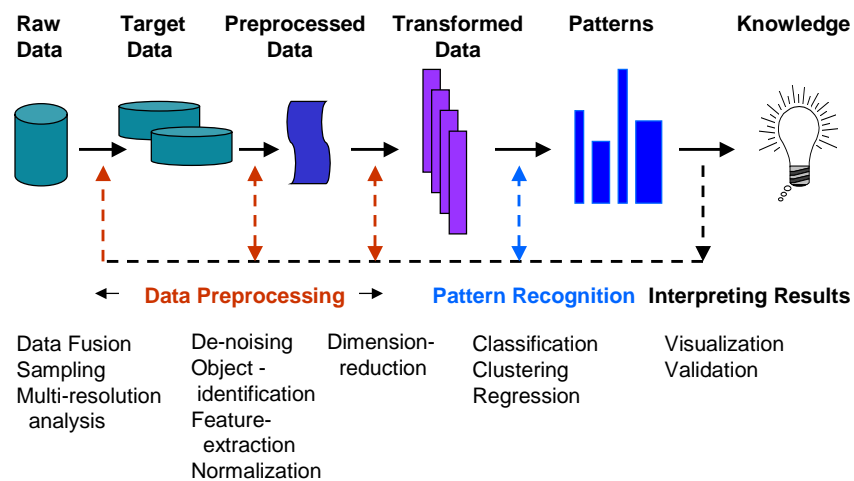 Raw
Data
Target
Data
Preprocessed
Data
Transformed
Data
Patterns
Knowledge
Data Preprocessing
Pattern Recognition
Interpreting Results
Data Fusion
Sampling
Multi-resolution
analysis
De-noising
Object -
identification
Feature-
extraction
Normalization
Dimension-
reduction
Classification
Clustering
Regression
Visualization
Validation